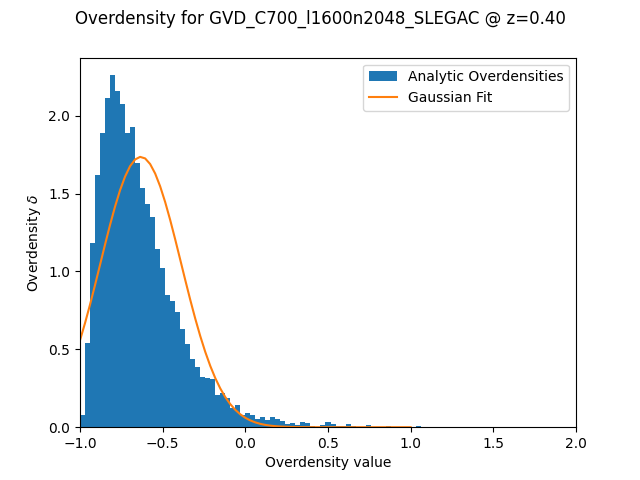 Overdensity for GVD_C700_l1600n2048_SLEGAC @ z=0.40
Analytic Overdensities
Gaussian Fit
Overdensity δ
2.0
1.5
1.0
0.5
0.0
−1.0 −0.5 0.0 0.5 1.0 1.5 2.0
Overdensity value